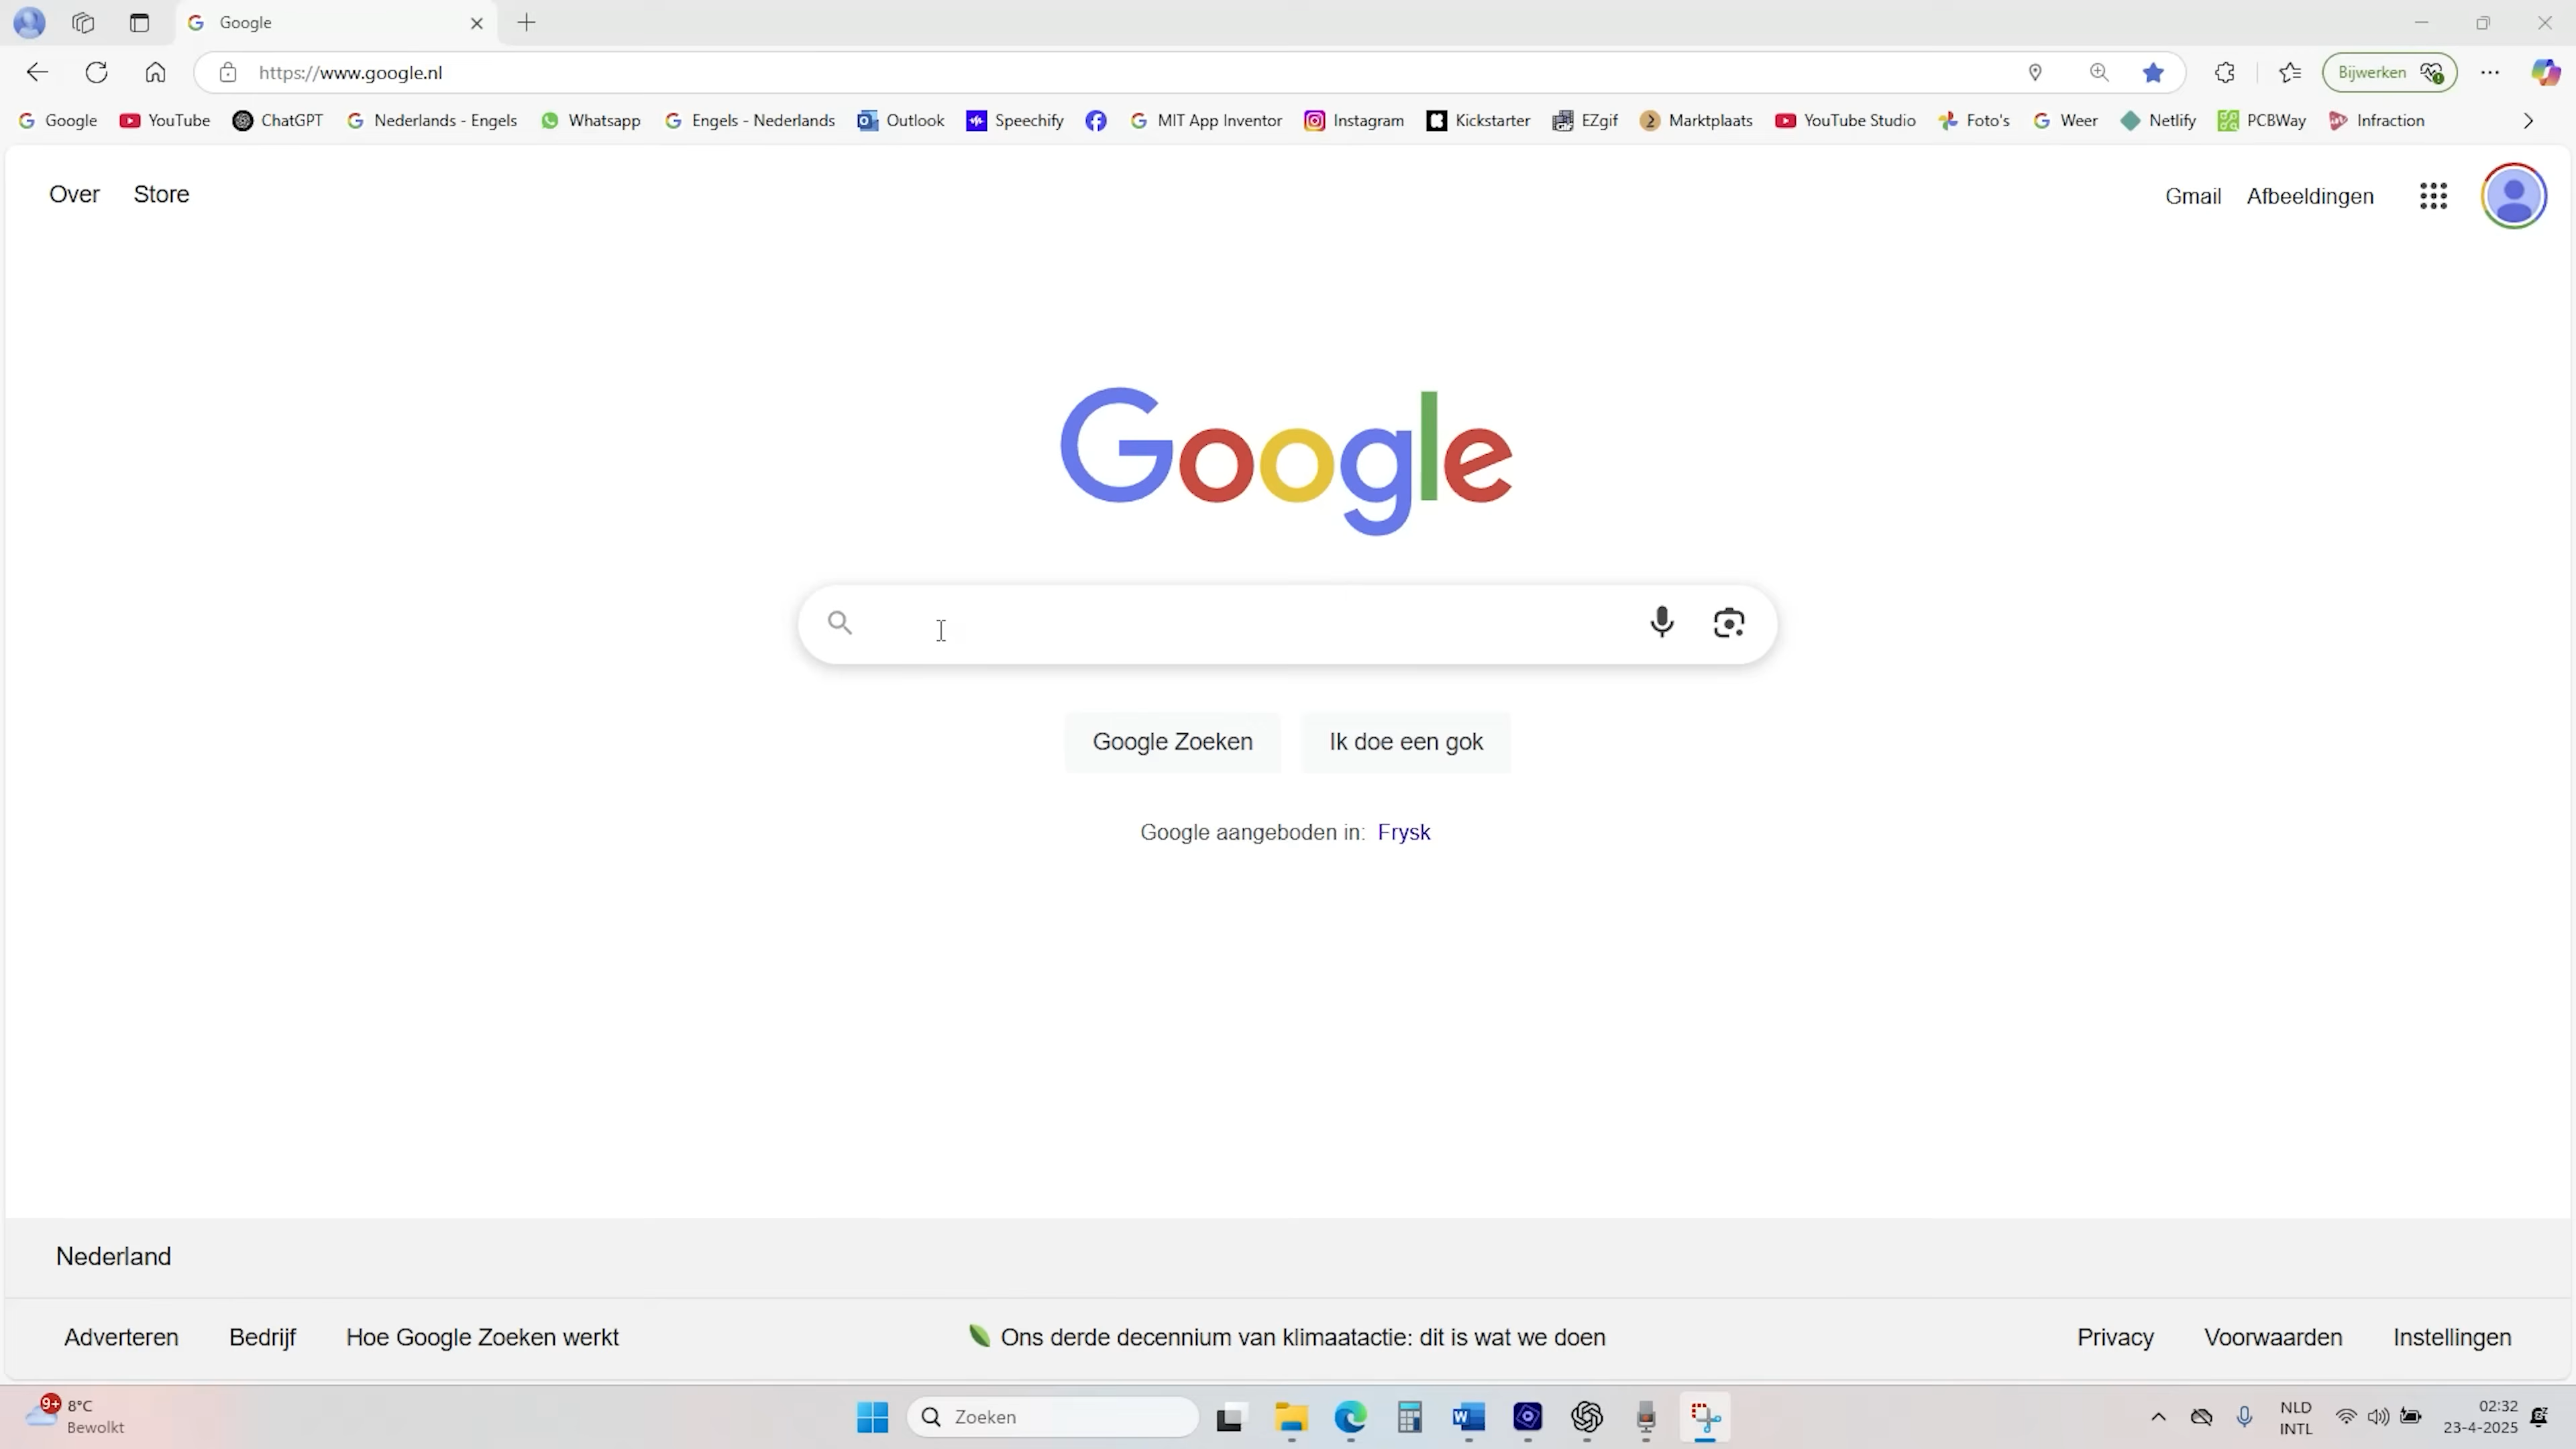 Google
https://www.google.nl
Bijwerken
Google YouTube ChatGPT Nederlands - Engels Whatsapp Engels - Nederlands Outlook Speechify MIT App Inventor Instagram Kickstarter EZgif Marktplaats YouTube Studio Foto's Weer Netlify PCBWay Infraction
Over Store Gmail Afbeeldingen
Google
Google Zoeken Ik doe een gok
Google aangeboden in: Frysk
Nederland
Adverteren Bedrijf Hoe Google Zoeken werkt Ons derde decennium van klimaatactie: dit is wat we doen Privacy Voorwaarden Instellingen
9+ 8°C
Bewolkt
Zoeken
NLD
INTL
02:32
23-4-2025